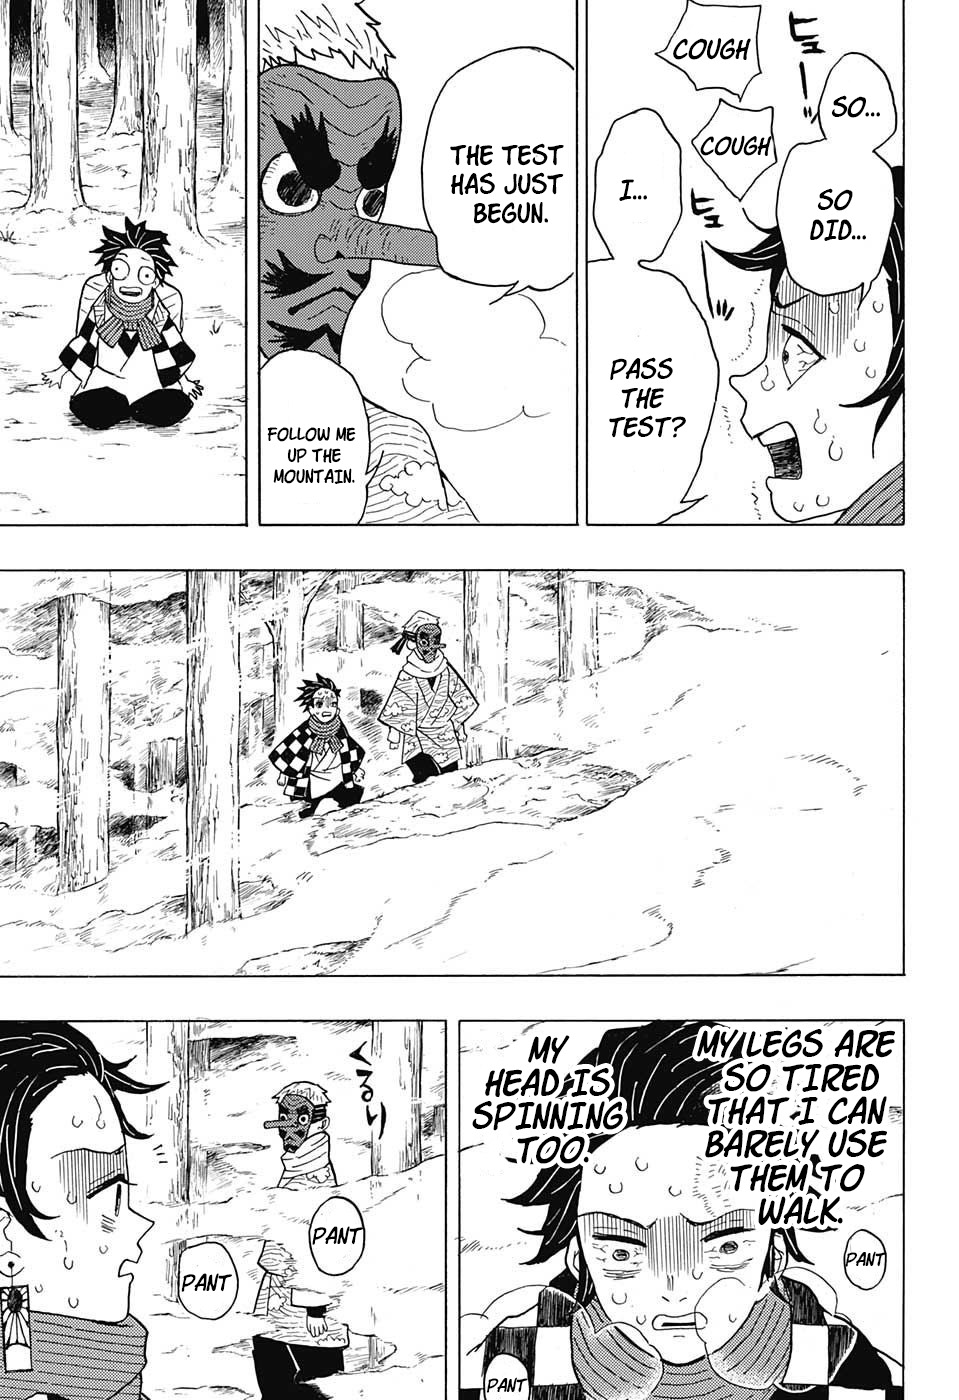 SO...
SO
DID...
ヒュー
COUGH
COUGH
ヒュ
I...
PASS
THE
TEST?
THE TEST
HAS JUST
BEGUN.
FOLLOW ME
UP THE
MOUNTAIN.
MY LEGS ARE
SO TIRED
THAT I CAN
BARELY USE
THEM TO
WALK.
MY
HEAD IS
SPINNING
TOO.
PANT
PANT
くるり
PANT
PANT